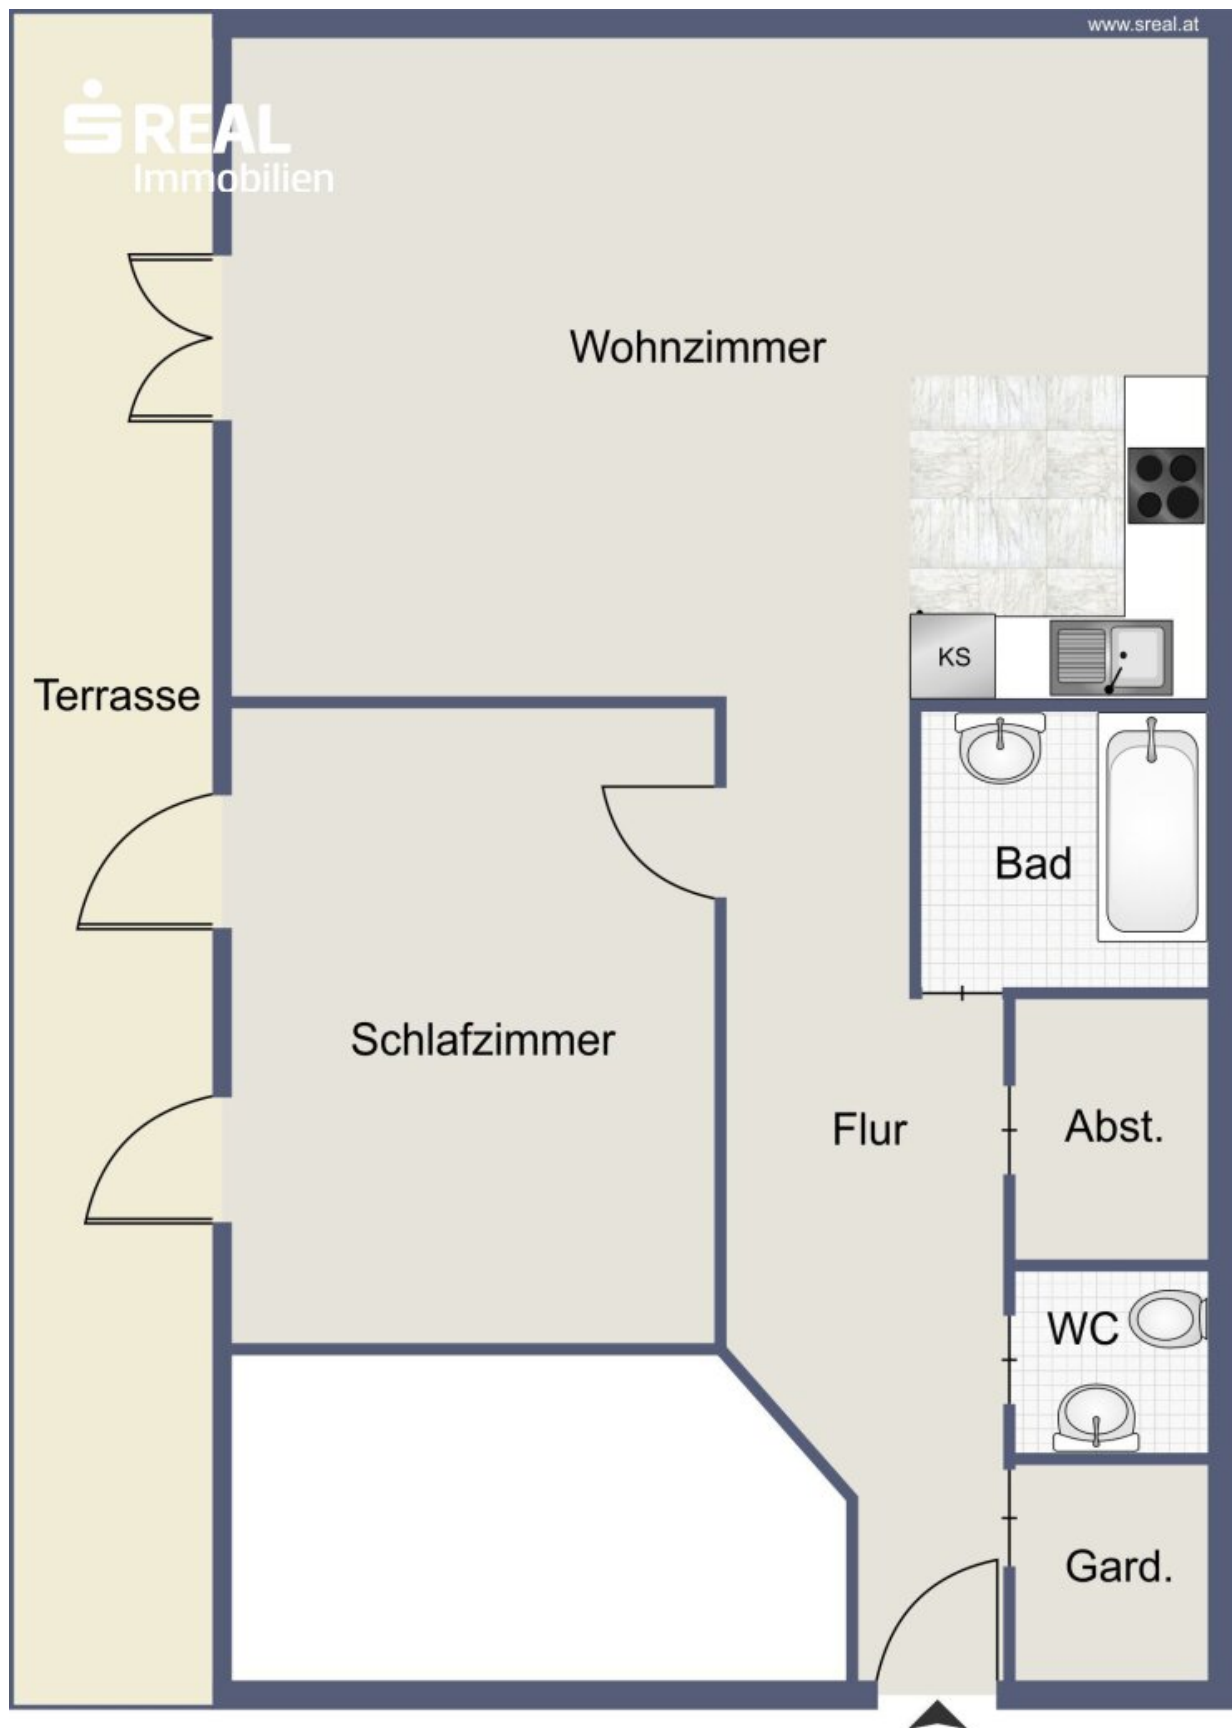 www.sreal.at
REAL
Immobilien
Wohnzimmer
KS
Terrasse
Bad
Schlafzimmer
Flur
Abst.
WC
Gard.